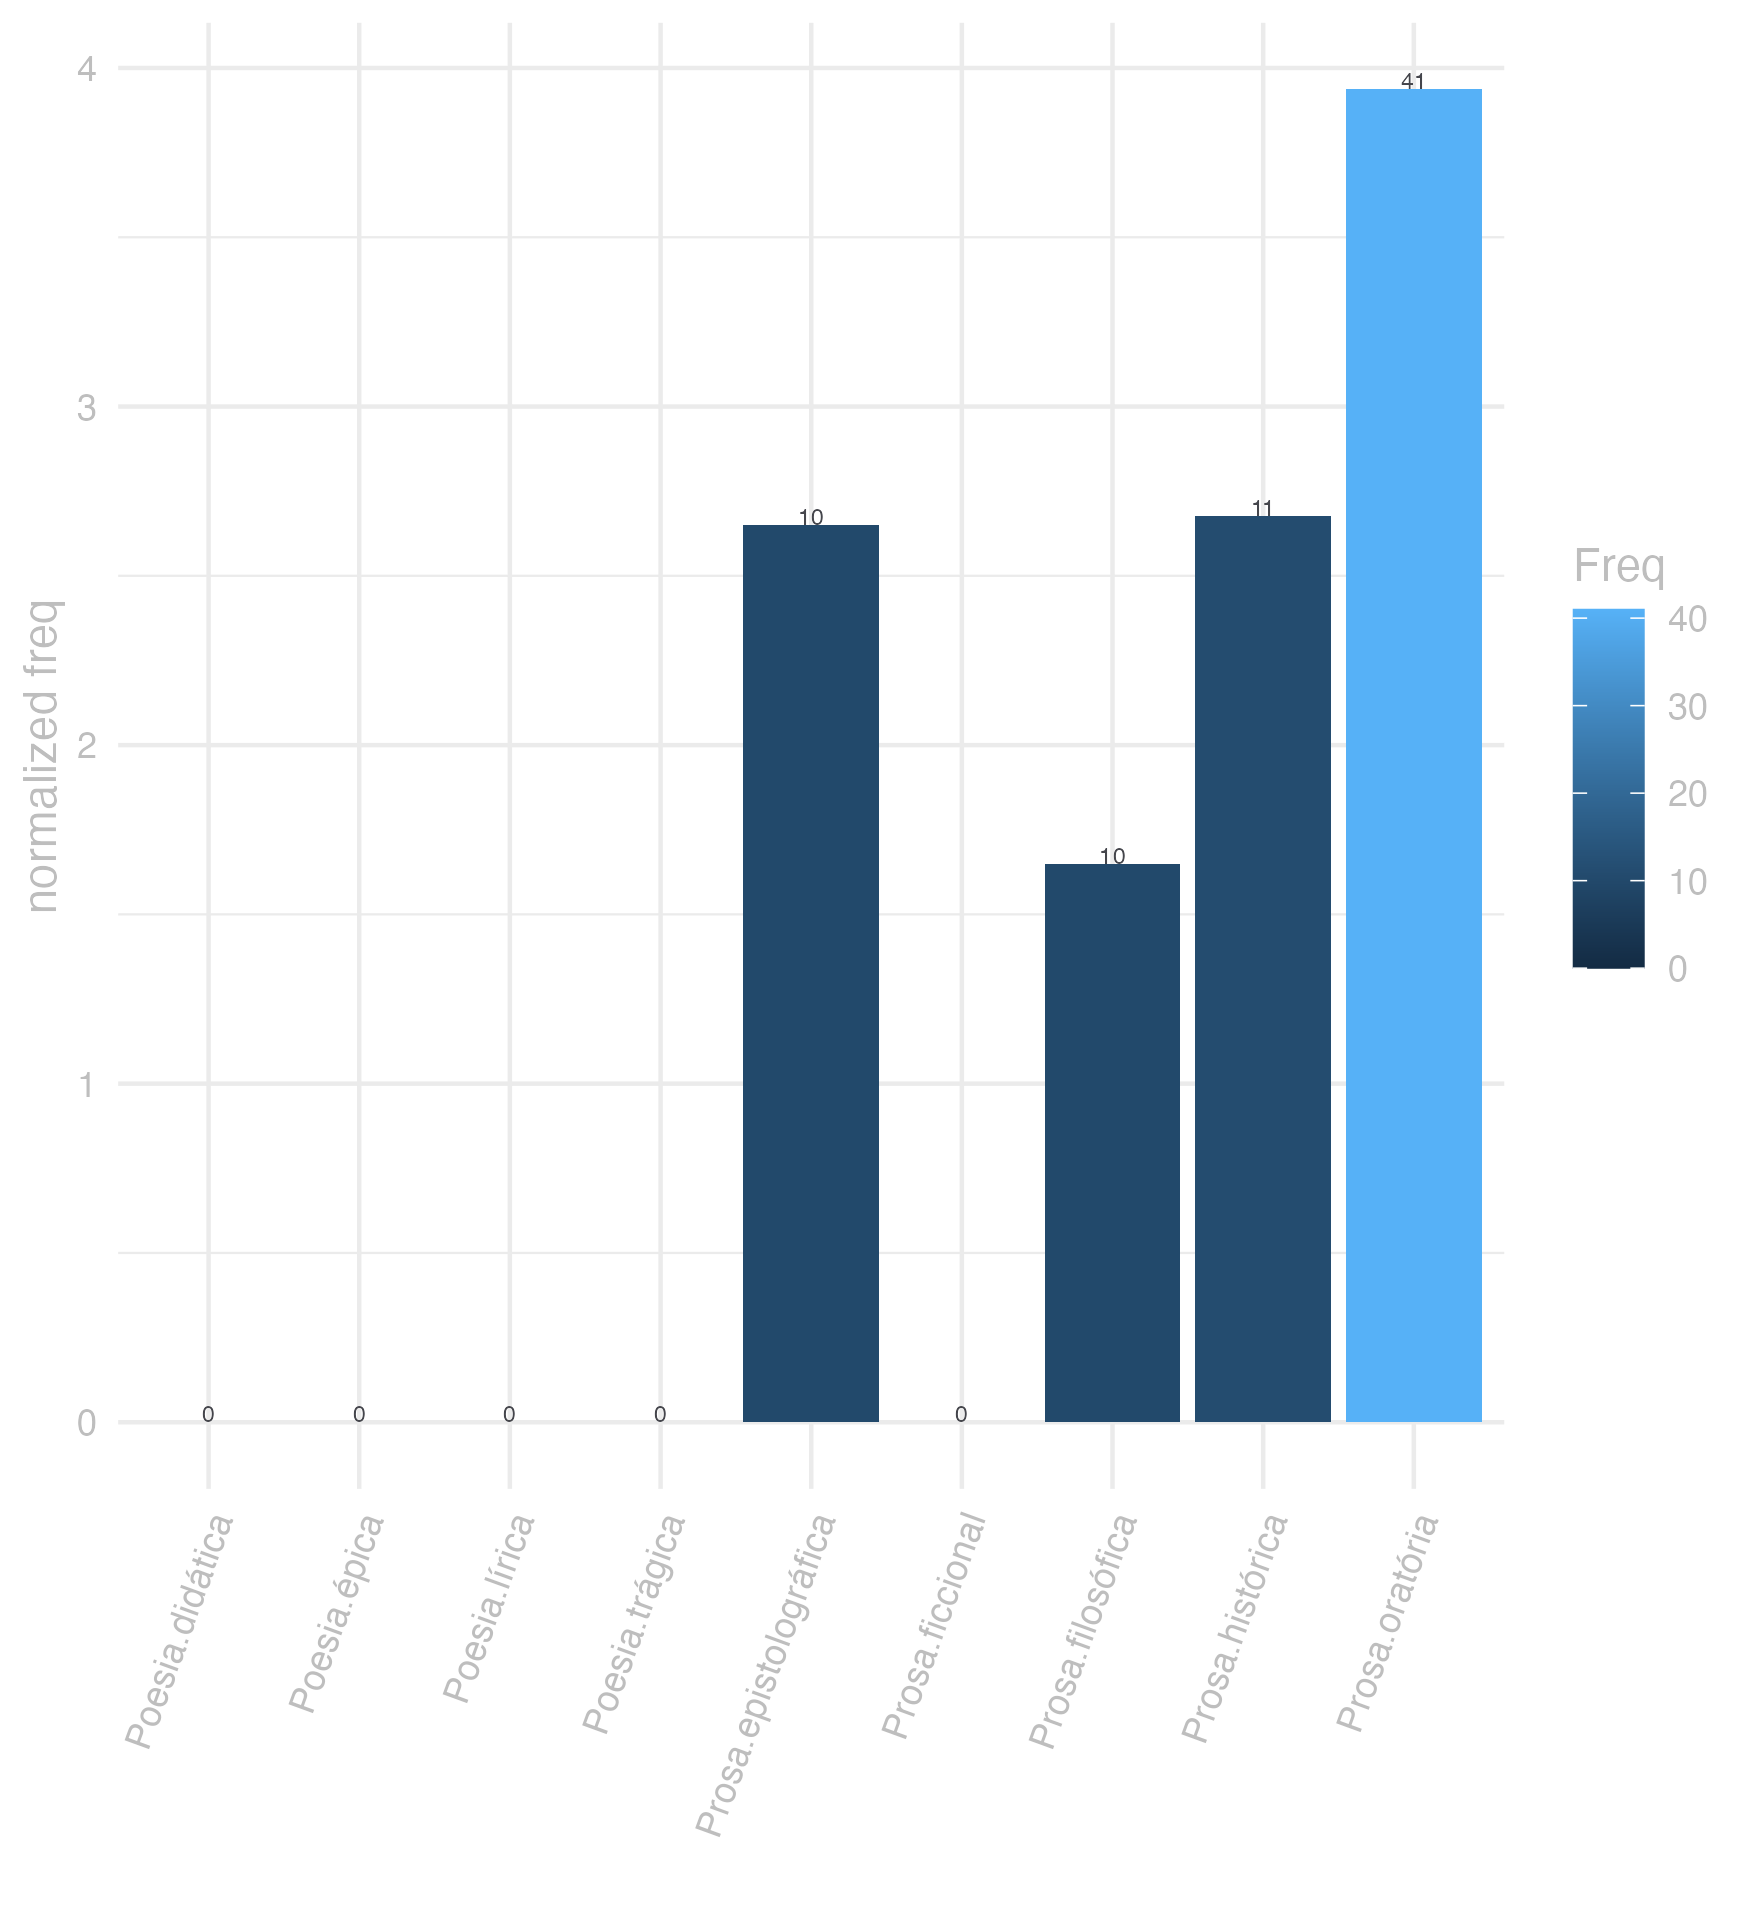 4
3
2
1
0
normalized freq
0
0
0
0
10
0
10
11
41
Poesia.didática
Poesia.épica
Poesia.lírica
Poesia.trágica
Prosa.epistolográfica
Prosa.ficcional
Prosa.filosófica
Prosa.histórica
Prosa.oratória
Freq
40
30
20
10
0